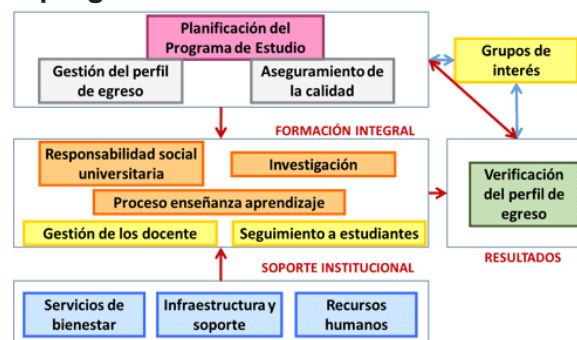 Planificación del
Programa de Estudio
Gestión del perfil
de egreso
Aseguramiento de
la calidad
Grupos de
interés
FORMACIÓN INTEGRAL
Responsabilidad social
universitaria
Investigación
Proceso enseñanza aprendizaje
Gestión de los docente
Seguimiento a estudiantes
Verificación
del perfil de
egreso
RESULTADOS
SOPORTE INSTITUCIONAL
Servicios de
bienestar
Infraestructura y
soporte
Recursos
humanos